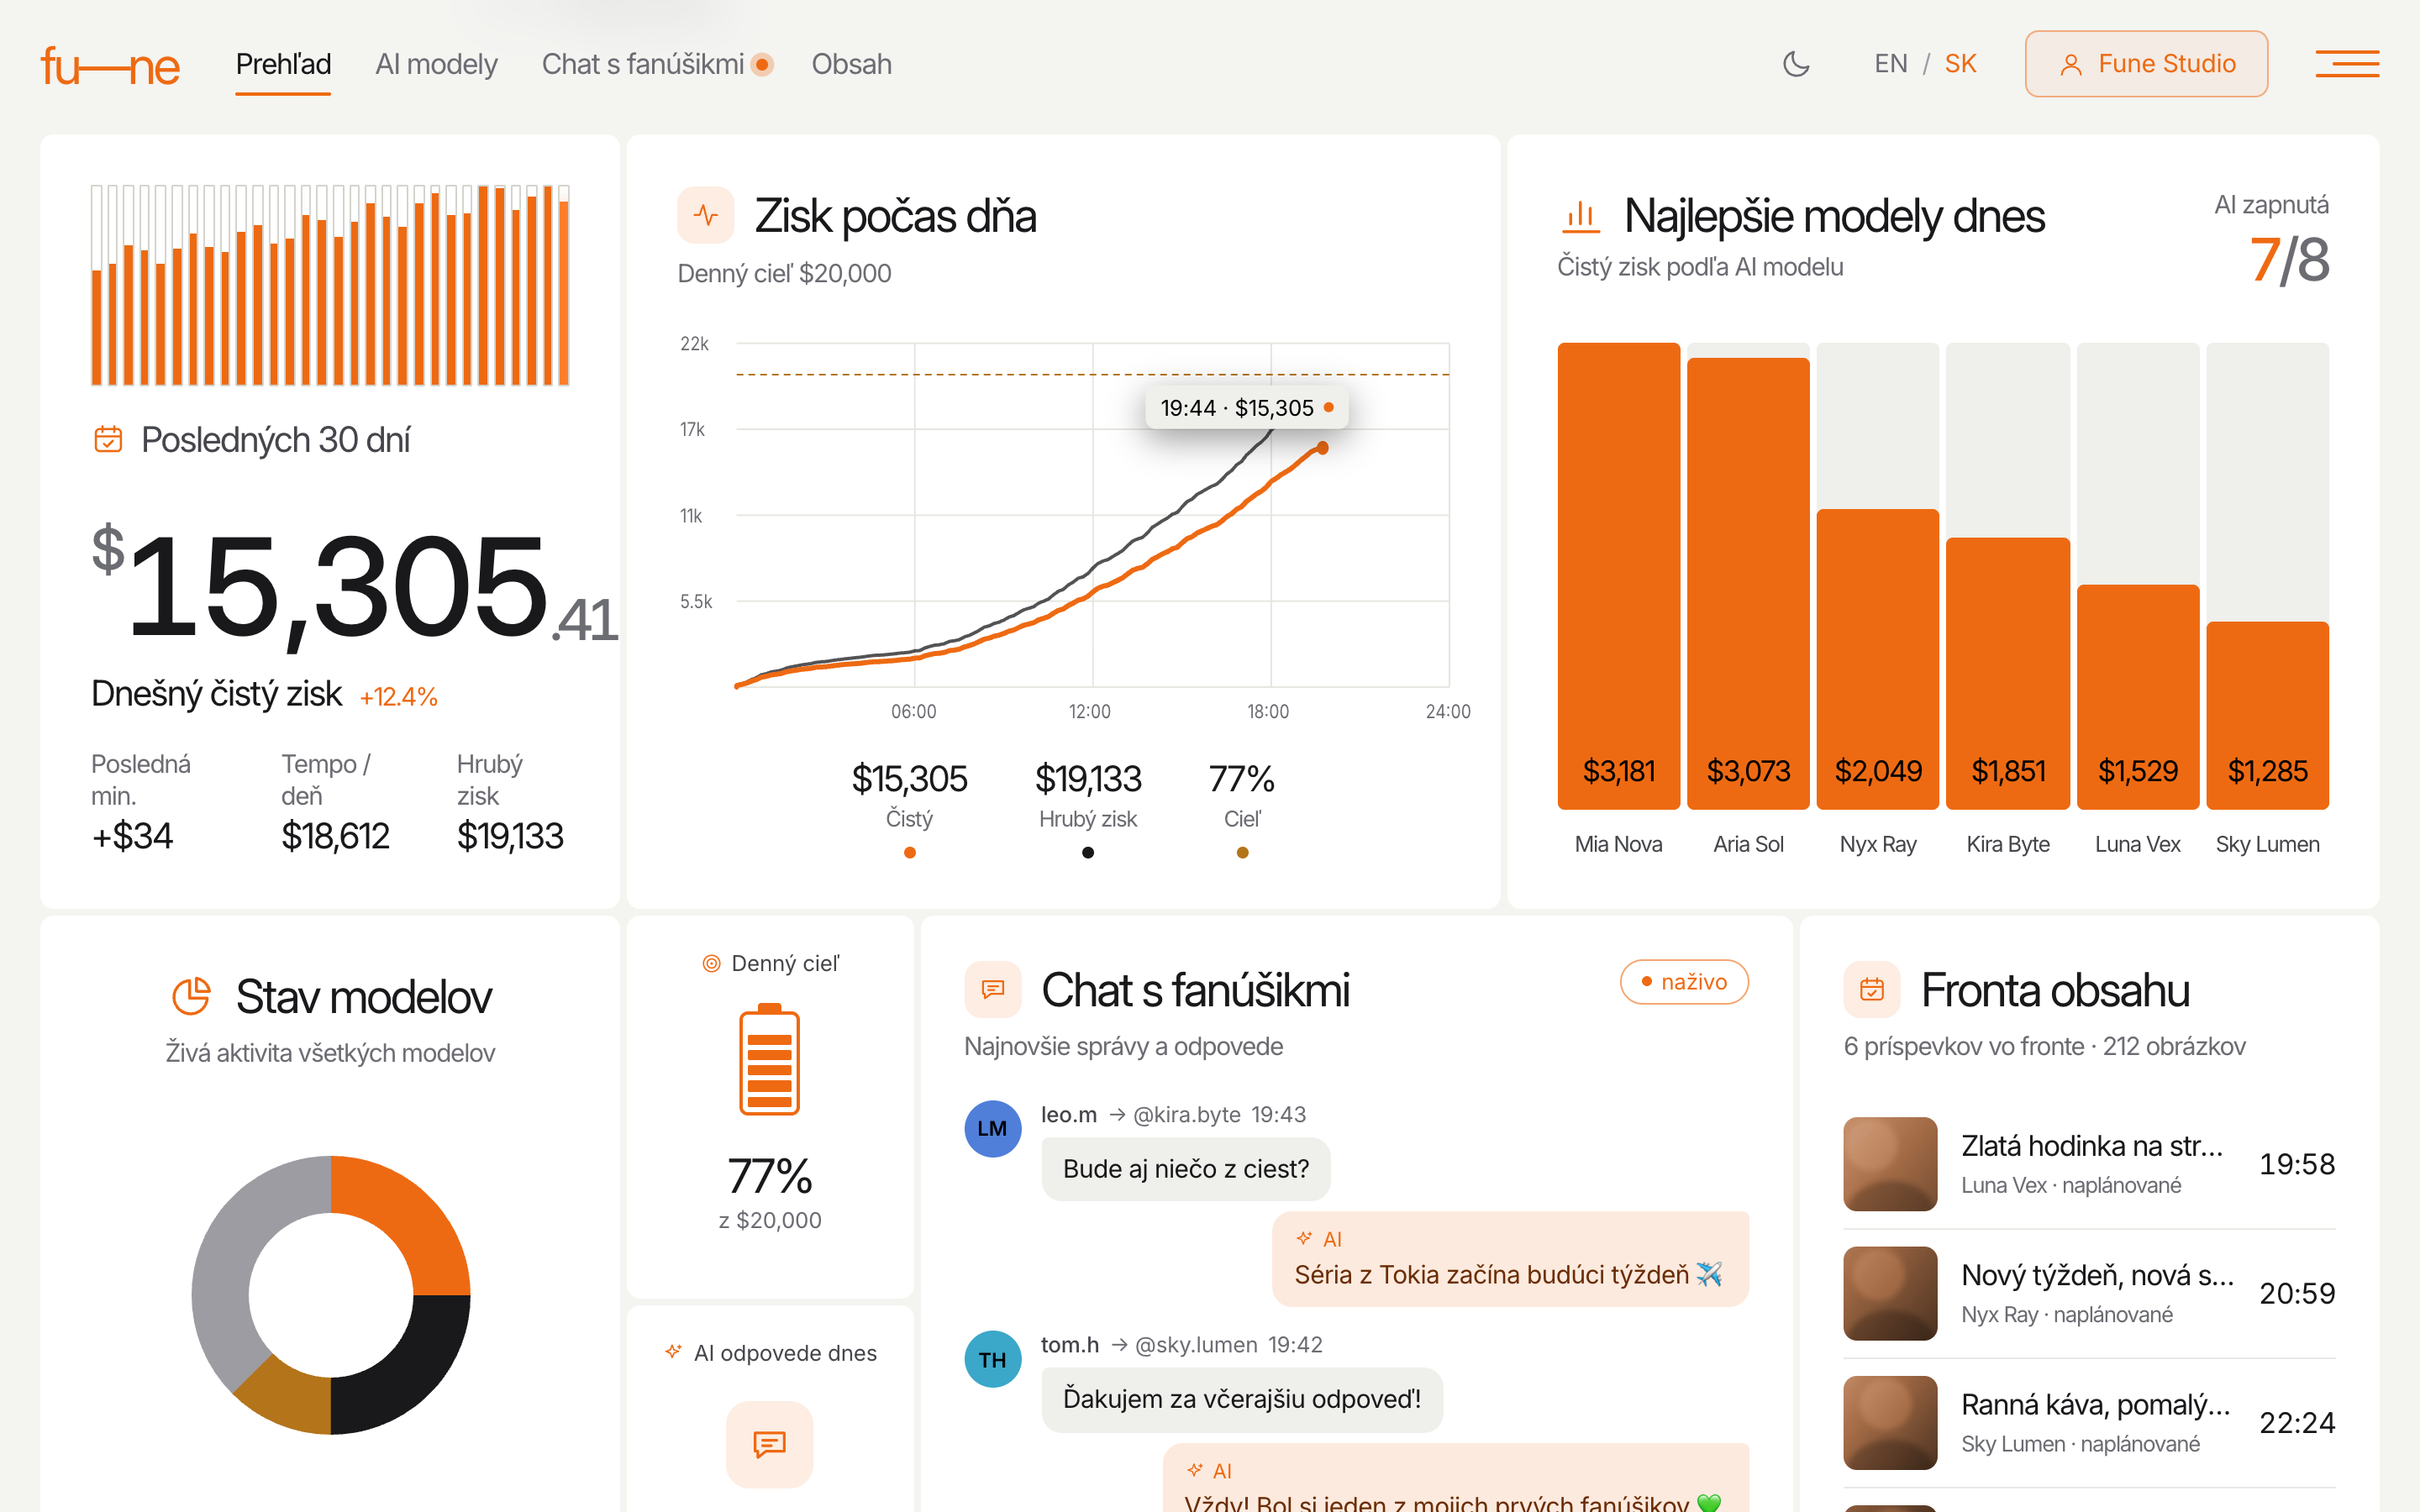 fu—ne
Prehľad
AI modely
Chat s fanúšikmi
Obsah
EN / SK
Fune Studio
Posledných 30 dní
$15,305.41
Dnešný čistý zisk +12.4%
Posledná min.
+$34
Tempo / deň
$18,612
Hrubý zisk
$19,133
Zisk počas dňa
Denný cieľ $20,000
22k
19:44 · $15,305
17k
11k
5.5k
06:00
12:00
18:00
24:00
$15,305
Čistý
$19,133
Hrubý zisk
77%
Cieľ
Najlepšie modely dnes
Čistý zisk podľa AI modelu
AI zapnutá
7/8
$3,181
$3,073
$2,049
$1,851
$1,529
$1,285
Mia Nova
Aria Sol
Nyx Ray
Kira Byte
Luna Vex
Sky Lumen
Stav modelov
Živá aktivita všetkých modelov
Denný cieľ
77%
z $20,000
AI odpovede dnes
Chat s fanúšikmi
naživo
Najnovšie správy a odpovede
LM
leo.m → @kira.byte 19:43
Bude aj niečo z ciest?
AI
Séria z Tokia začína budúci týždeň ✈️
TH
tom.h → @sky.lumen 19:42
Ďakujem za včerajšiu odpoveď!
AI
Vždy! Bol si jeden z mojich prvých fanúšikov 💚
Fronta obsahu
6 príspevkov vo fronte · 212 obrázkov
Zlatá hodinka na str...
Luna Vex · naplánované
19:58
Nový týždeň, nová s...
Nyx Ray · naplánované
20:59
Ranná káva, pomalý...
Sky Lumen · naplánované
22:24